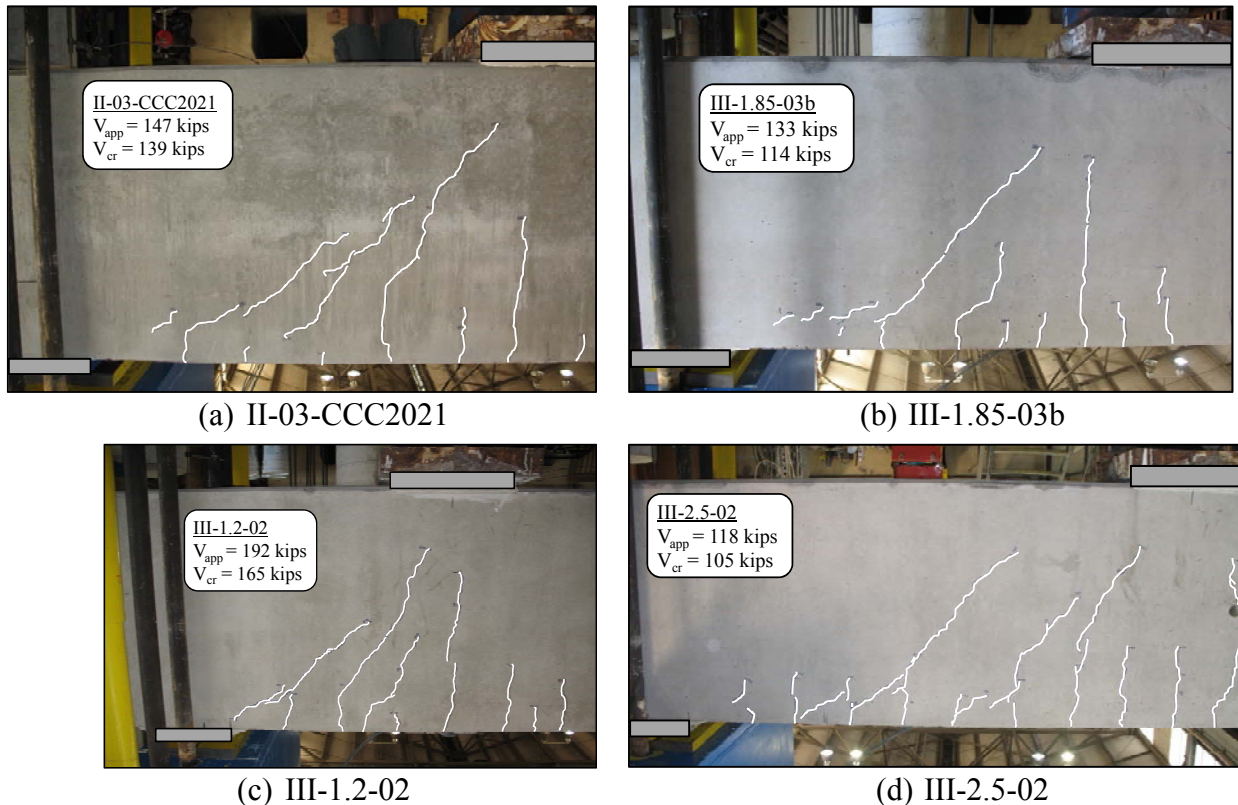 II-03-CCC2021
V_app = 147 kips
V_cr = 139 kips
III-1.85-03b
V_app = 133 kips
V_cr = 114 kips
(a) II-03-CCC2021
(b) III-1.85-03b
III-1.2-02
V_app = 192 kips
V_cr = 165 kips
III-2.5-02
V_app = 118 kips
V_cr = 105 kips
(c) III-1.2-02
(d) III-2.5-02